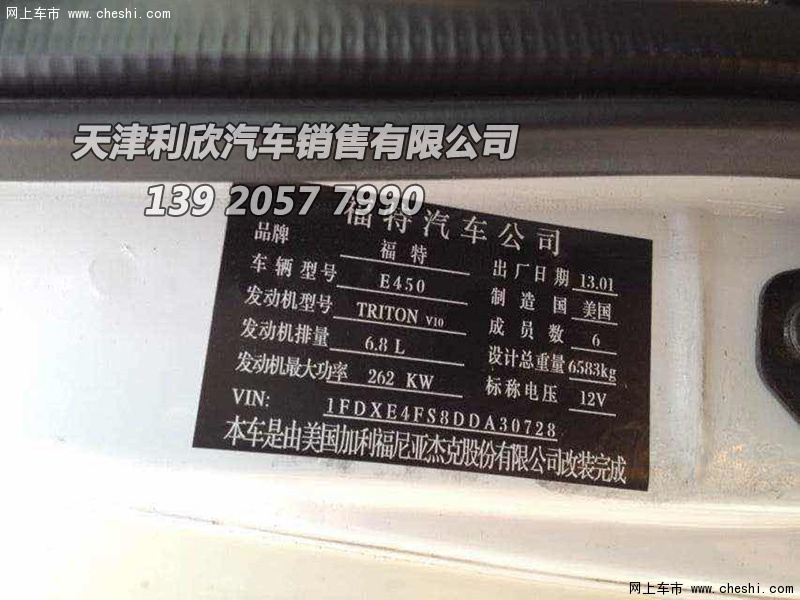 网上车市 www.cheshi.com
天津利欣汽车销售有限公司
139 2057 7990
福特汽车公司
品牌 福特
车辆型号 E450
发动机型号 TRITON V10
发动机排量 6.8 L
发动机最大功率 262 KW
VIN: 1FDXE4FS8DDA30728
出厂日期 13.01
制造国 美国
成员数 6
设计总重量 6583kg
标称电压 12V
本车是由美国加利福尼亚杰克股份有限公司改装完成
网上车市 www.cheshi.com